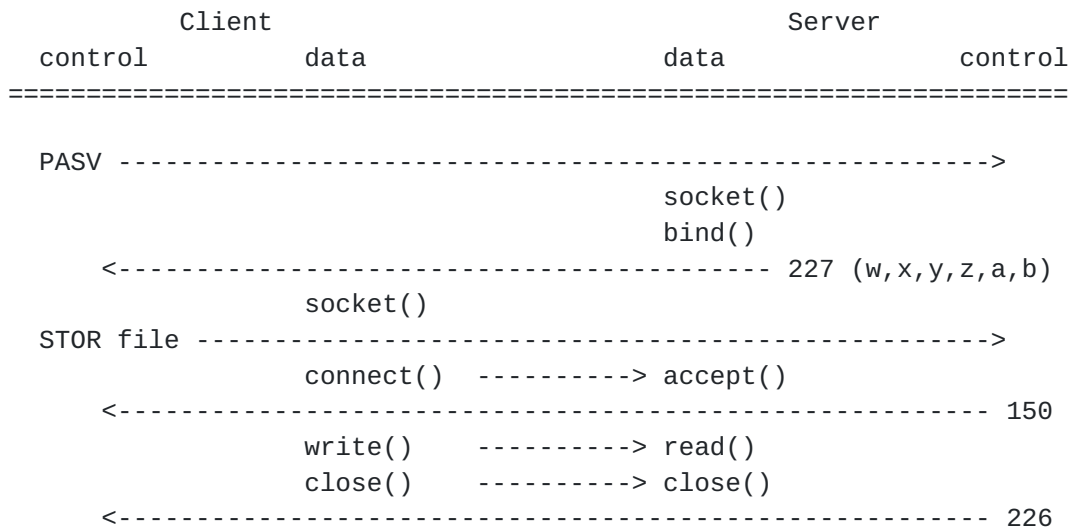 Client Server
control data data control
====================================================================
PASV -------------------------------------------------------->
socket()
bind()
<------------------------------------------ 227 (w,x,y,z,a,b)
socket()
STOR file --------------------------------------------------->
connect() ----------> accept()
<-------------------------------------------------------- 150
write() ----------> read()
close() ----------> close()
<-------------------------------------------------------- 226